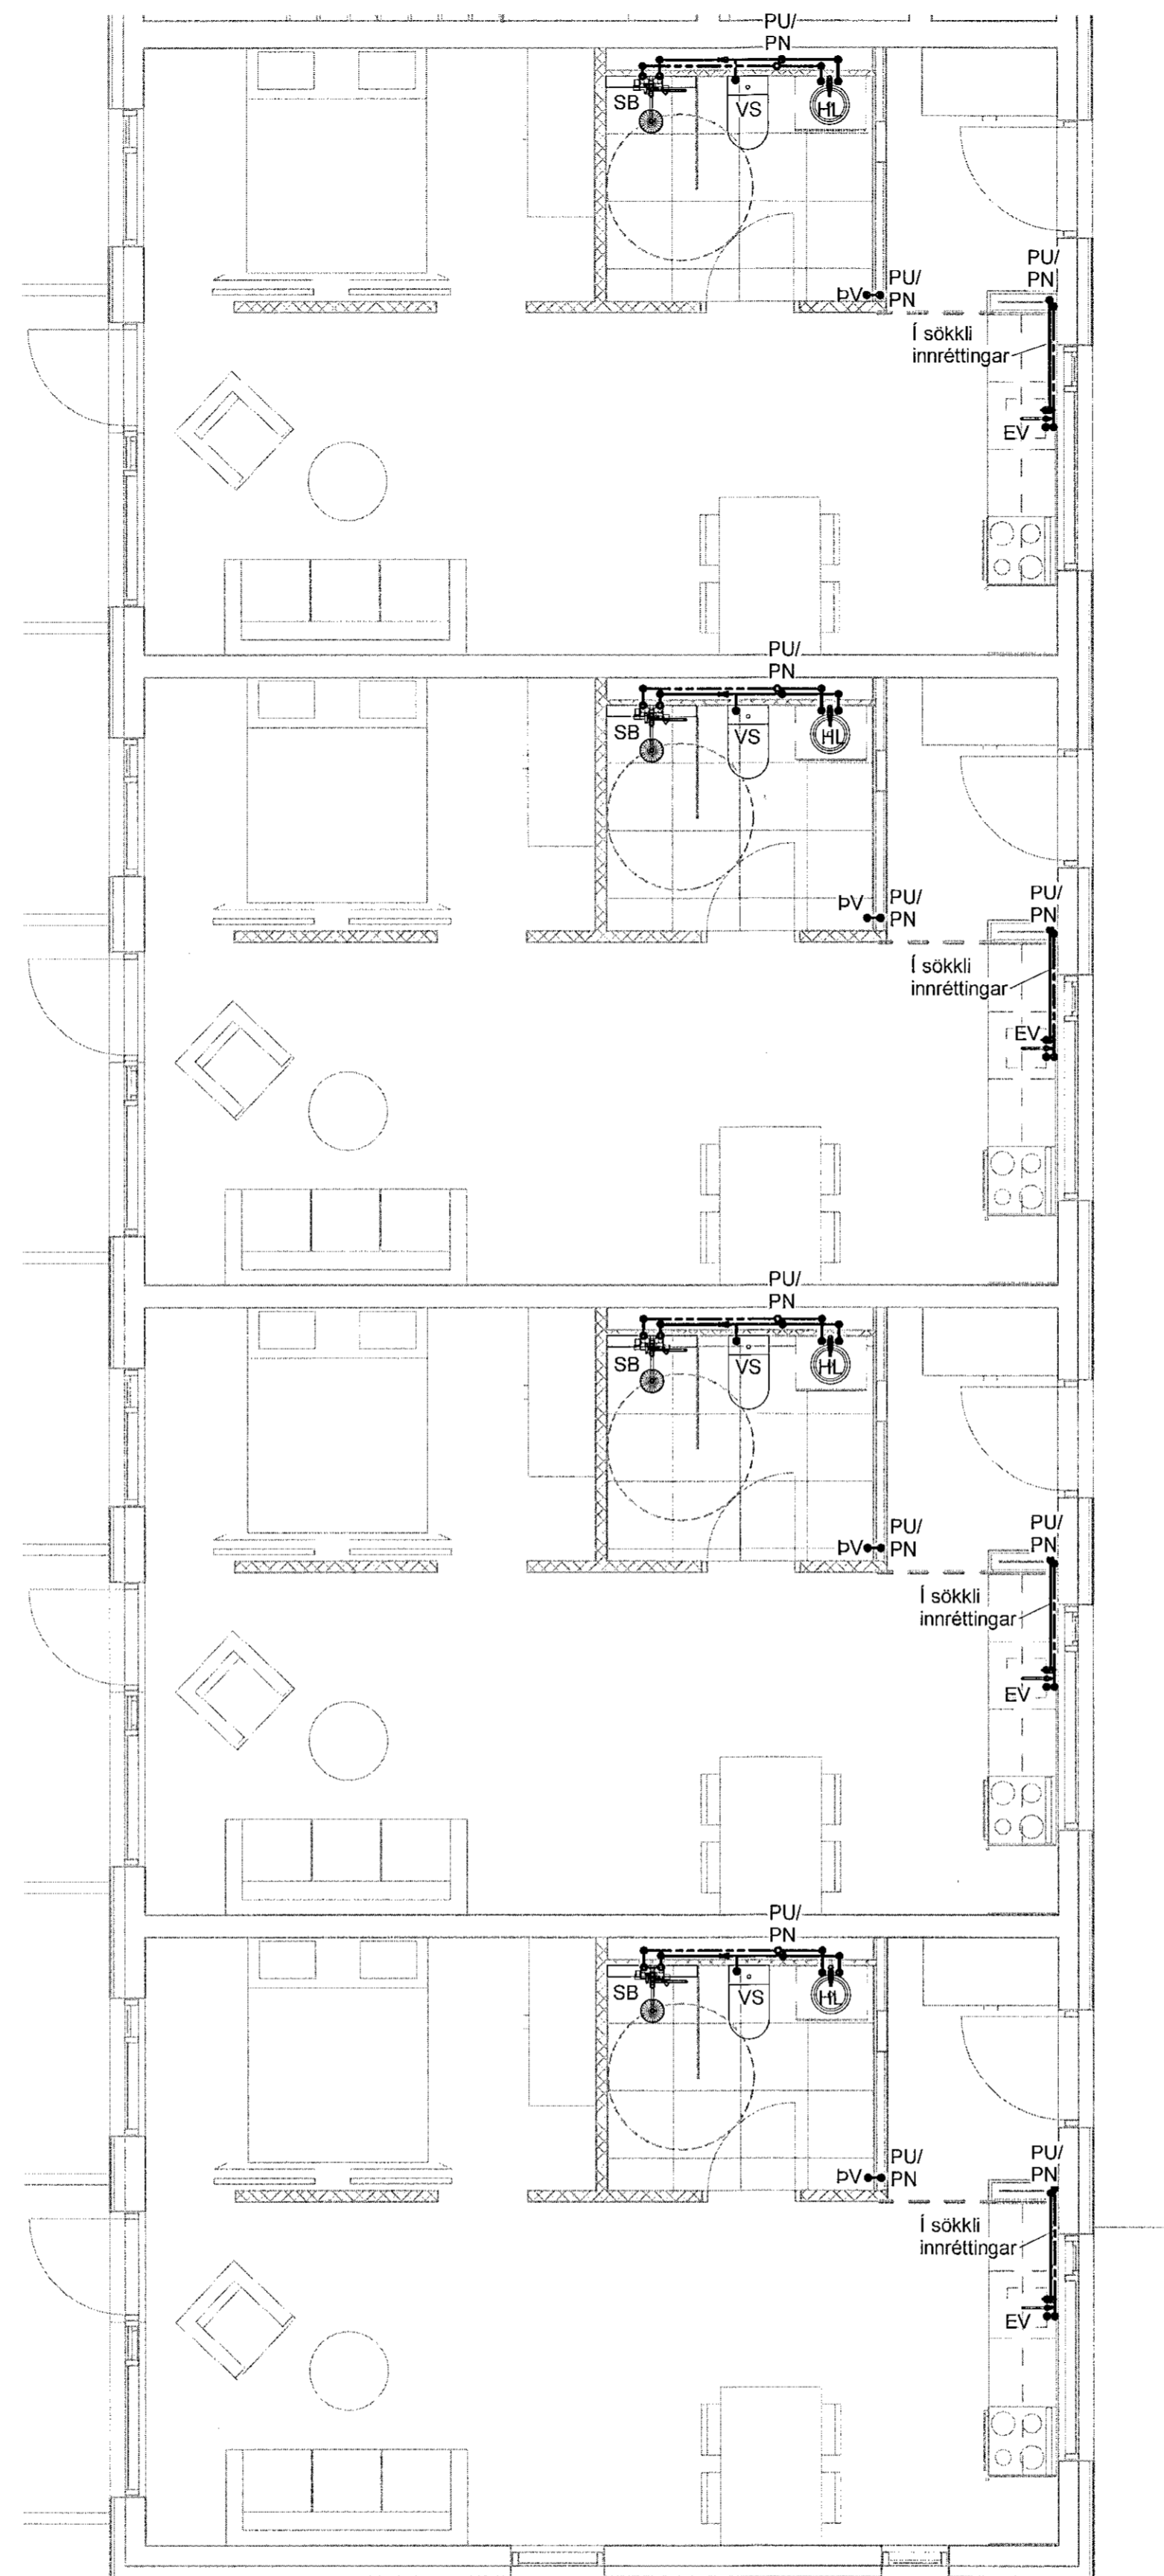 PU/
PN
SB
VS
HL
PU/
PN
ÞV
PU/
PN
Í sökkli
innréttingar
EV
PU/
PN
SB
VS
HL
PU/
PN
ÞV
PU/
PN
Í sökkli
innréttingar
EV
PU/
PN
SB
VS
HL
PU/
PN
ÞV
PU/
PN
Í sökkli
innréttingar
EV
PU/
PN
SB
VS
HL
PU/
PN
ÞV
PU/
PN
Í sökkli
innréttingar
EV